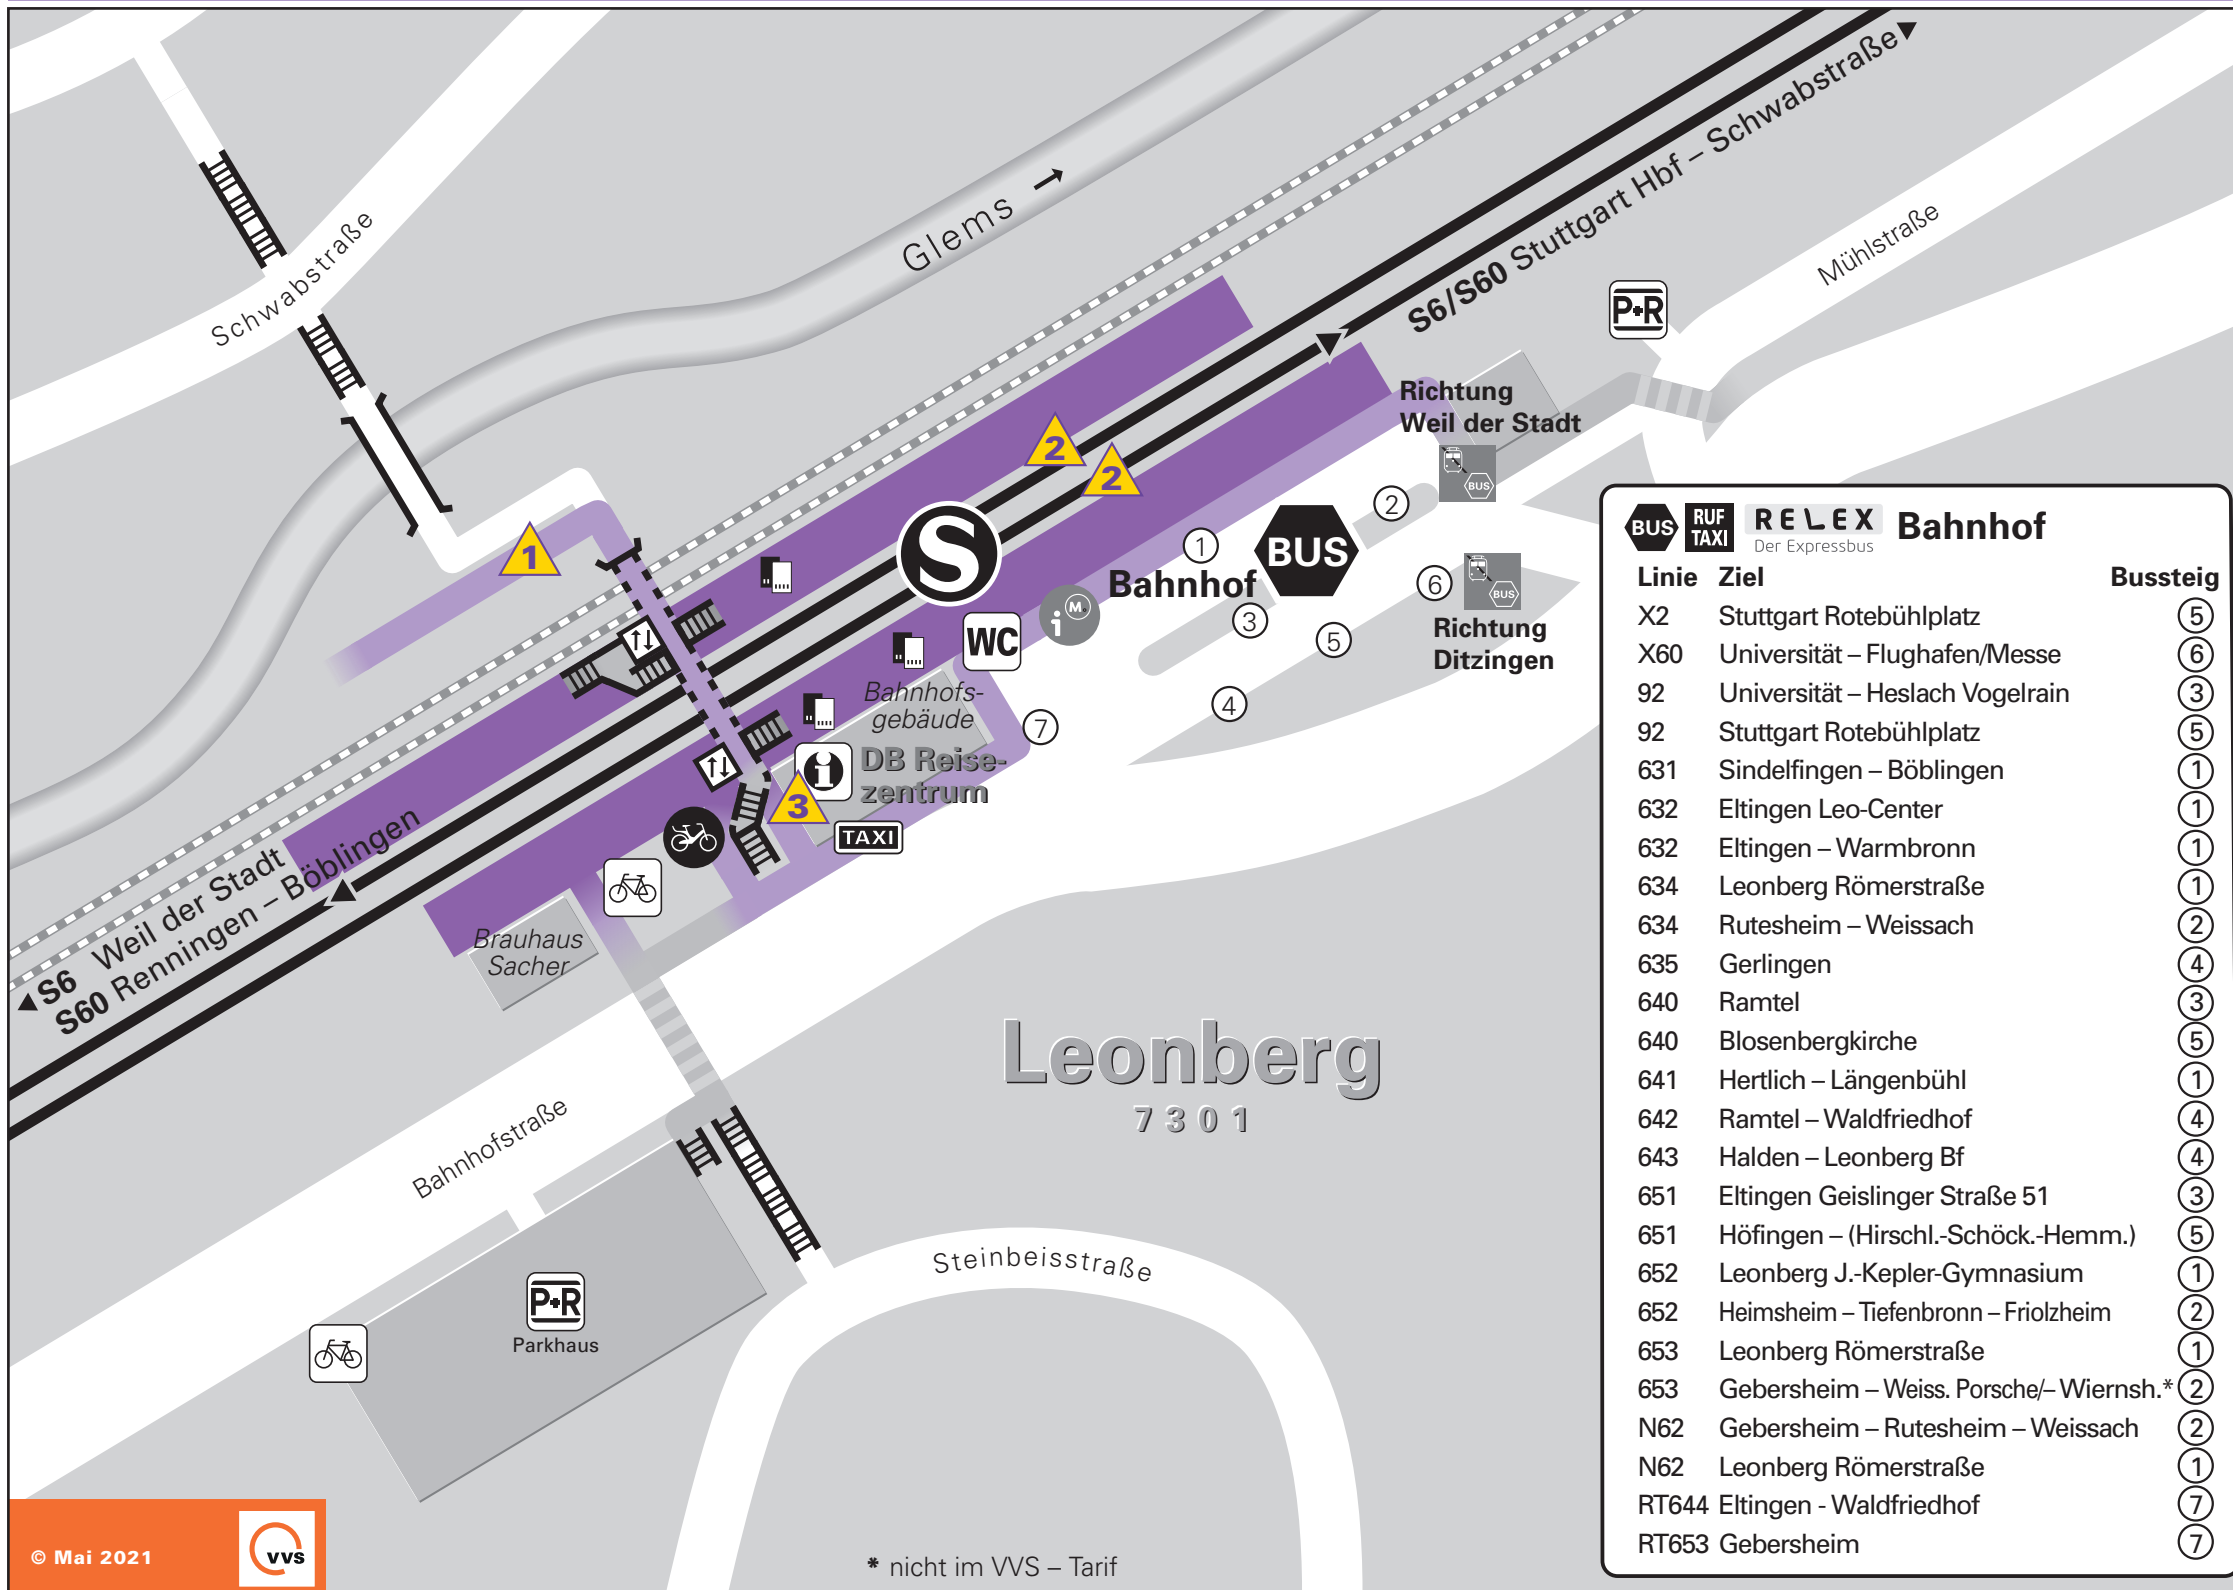 Schwabstraße
Glems →
S6/S60 Stuttgart Hbf – Schwabstraße
Mühlstraße
P+R
Richtung
Weil der Stadt
BUS
2
2
1
S
1
2
BUS
Bahnhof
3
6
BUS
Richtung
Ditzingen
5
4
i M.
WC
Bahnhofs-
gebäude
7
i
DB Reise-
zentrum
3
TAXI
S6 Weil der Stadt
S60 Renningen – Böblingen
Brauhaus
Sacher
Leonberg
7301
Bahnhofstraße
Steinbeisstraße
P+R
Parkhaus
© Mai 2021
VVS
* nicht im VVS – Tarif
BUS RUF TAXI RELEX Bahnhof
Der Expressbus
Linie Ziel Bussteig
X2 Stuttgart Rotebühlplatz 5
X60 Universität – Flughafen/Messe 6
92 Universität – Heslach Vogelrain 3
92 Stuttgart Rotebühlplatz 5
631 Sindelfingen – Böblingen 1
632 Eltingen Leo-Center 1
632 Eltingen – Warmbronn 1
634 Leonberg Römerstraße 1
634 Rutesheim – Weissach 2
635 Gerlingen 4
640 Ramtel 3
640 Blosenbergkirche 5
641 Hertlich – Längenbühl 1
642 Ramtel – Waldfriedhof 4
643 Halden – Leonberg Bf 4
651 Eltingen Geislinger Straße 51 3
651 Höfingen – (Hirschl.-Schöck.-Hemm.) 5
652 Leonberg J.-Kepler-Gymnasium 1
652 Heimsheim – Tiefenbronn – Friolzheim 2
653 Leonberg Römerstraße 1
653 Gebersheim – Weiss. Porsche/– Wiernsh.* 2
N62 Gebersheim – Rutesheim – Weissach 2
N62 Leonberg Römerstraße 1
RT644 Eltingen - Waldfriedhof 7
RT653 Gebersheim 7